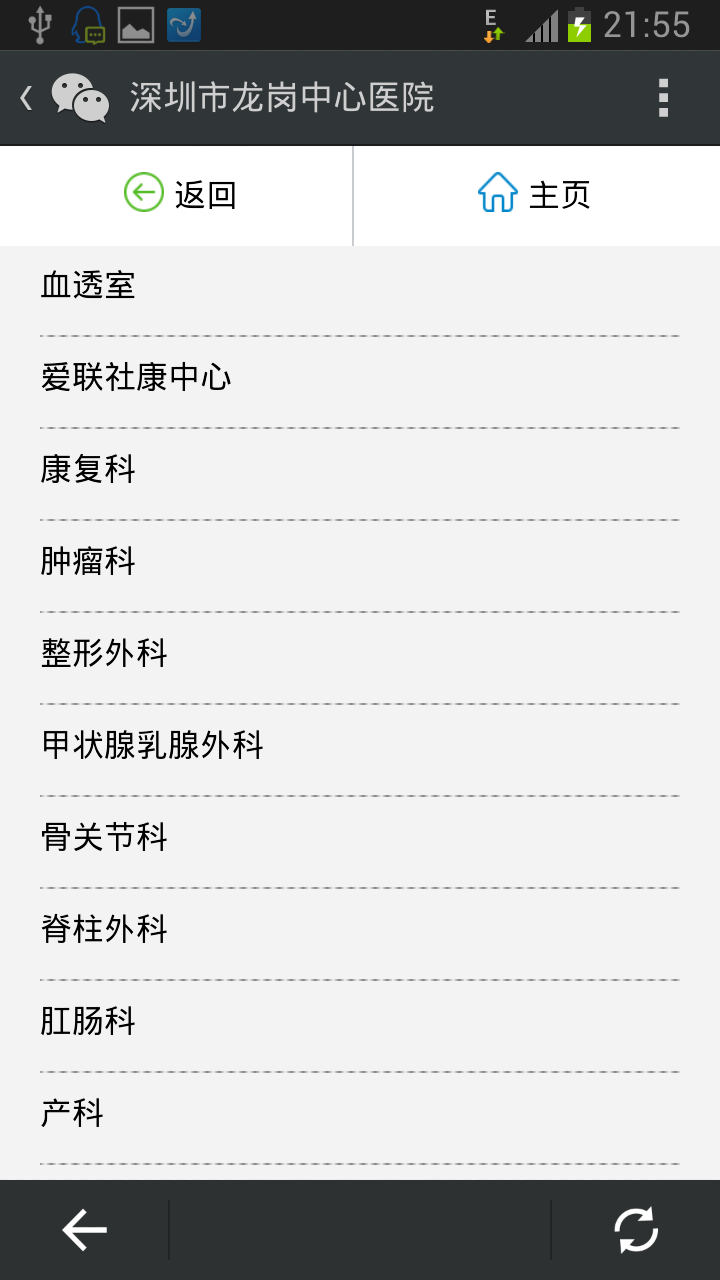 E
21:55
深圳市龙岗中心医院
返回
主页
血透室
爱联社康中心
康复科
肿瘤科
整形外科
甲状腺乳腺外科
骨关节科
脊柱外科
肛肠科
产科